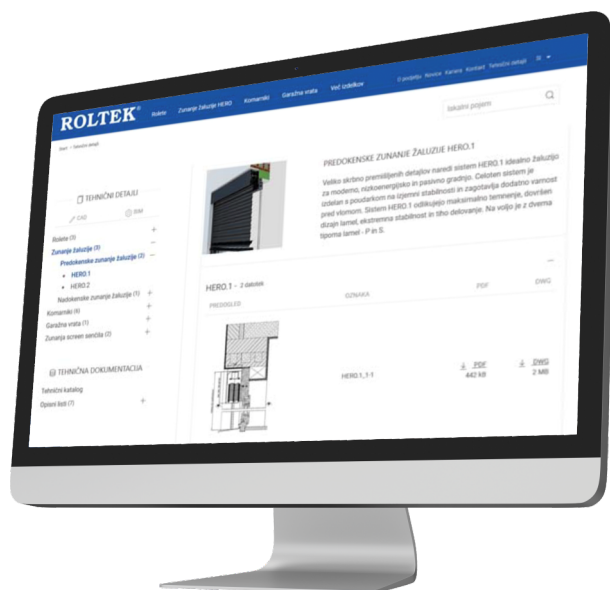 ROLTEK®
Rolete
Zunanje žaluzije HERO
Komarniki
Garažna vrata
Več izdelkov
O podjetju Novice Kariera Kontakt Tehnični detajli
Iskalni pojem
Start > Tehnični detajli
TEHNIČNI DETAJLI
CAD
BIM
Rolete (3) +
Zunanje žaluzije (3) −
Predokenske zunanje žaluzije (2) −
• HERO.1
• HERO.2
Nadokenske zunanje žaluzije (1) +
Komarniki (6) +
Garažna vrata (1) +
Zunanja screen senčila (2) +
TEHNIČNA DOKUMENTACIJA
Tehnični katalog
Opisni listi (7) +
PREDOKENSKE ZUNANJE ŽALUZIJE HERO.1
Veliko skrbno premišljenih detajlov naredi sistem HERO.1 idealno žaluzijo
za moderno, nizkoenergijsko in pasivno gradnjo. Celoten sistem je
izdelan s poudarkom na izjemni stabilnosti in zagotavlja dodatno varnost
pred vlomom. Sistem HERO.1 odlikujejo maksimalno temnenje, dovršen
dizajn lamel, ekstremna stabilnost in tiho delovanje. Na voljo je z dvema
tipoma lamel - P in S.
HERO.1 - 2 datotek −
PREDOGLED
OZNAKA
PDF
DWG
HERO.1_1-1
PDF
442 kB
DWG
2 MB